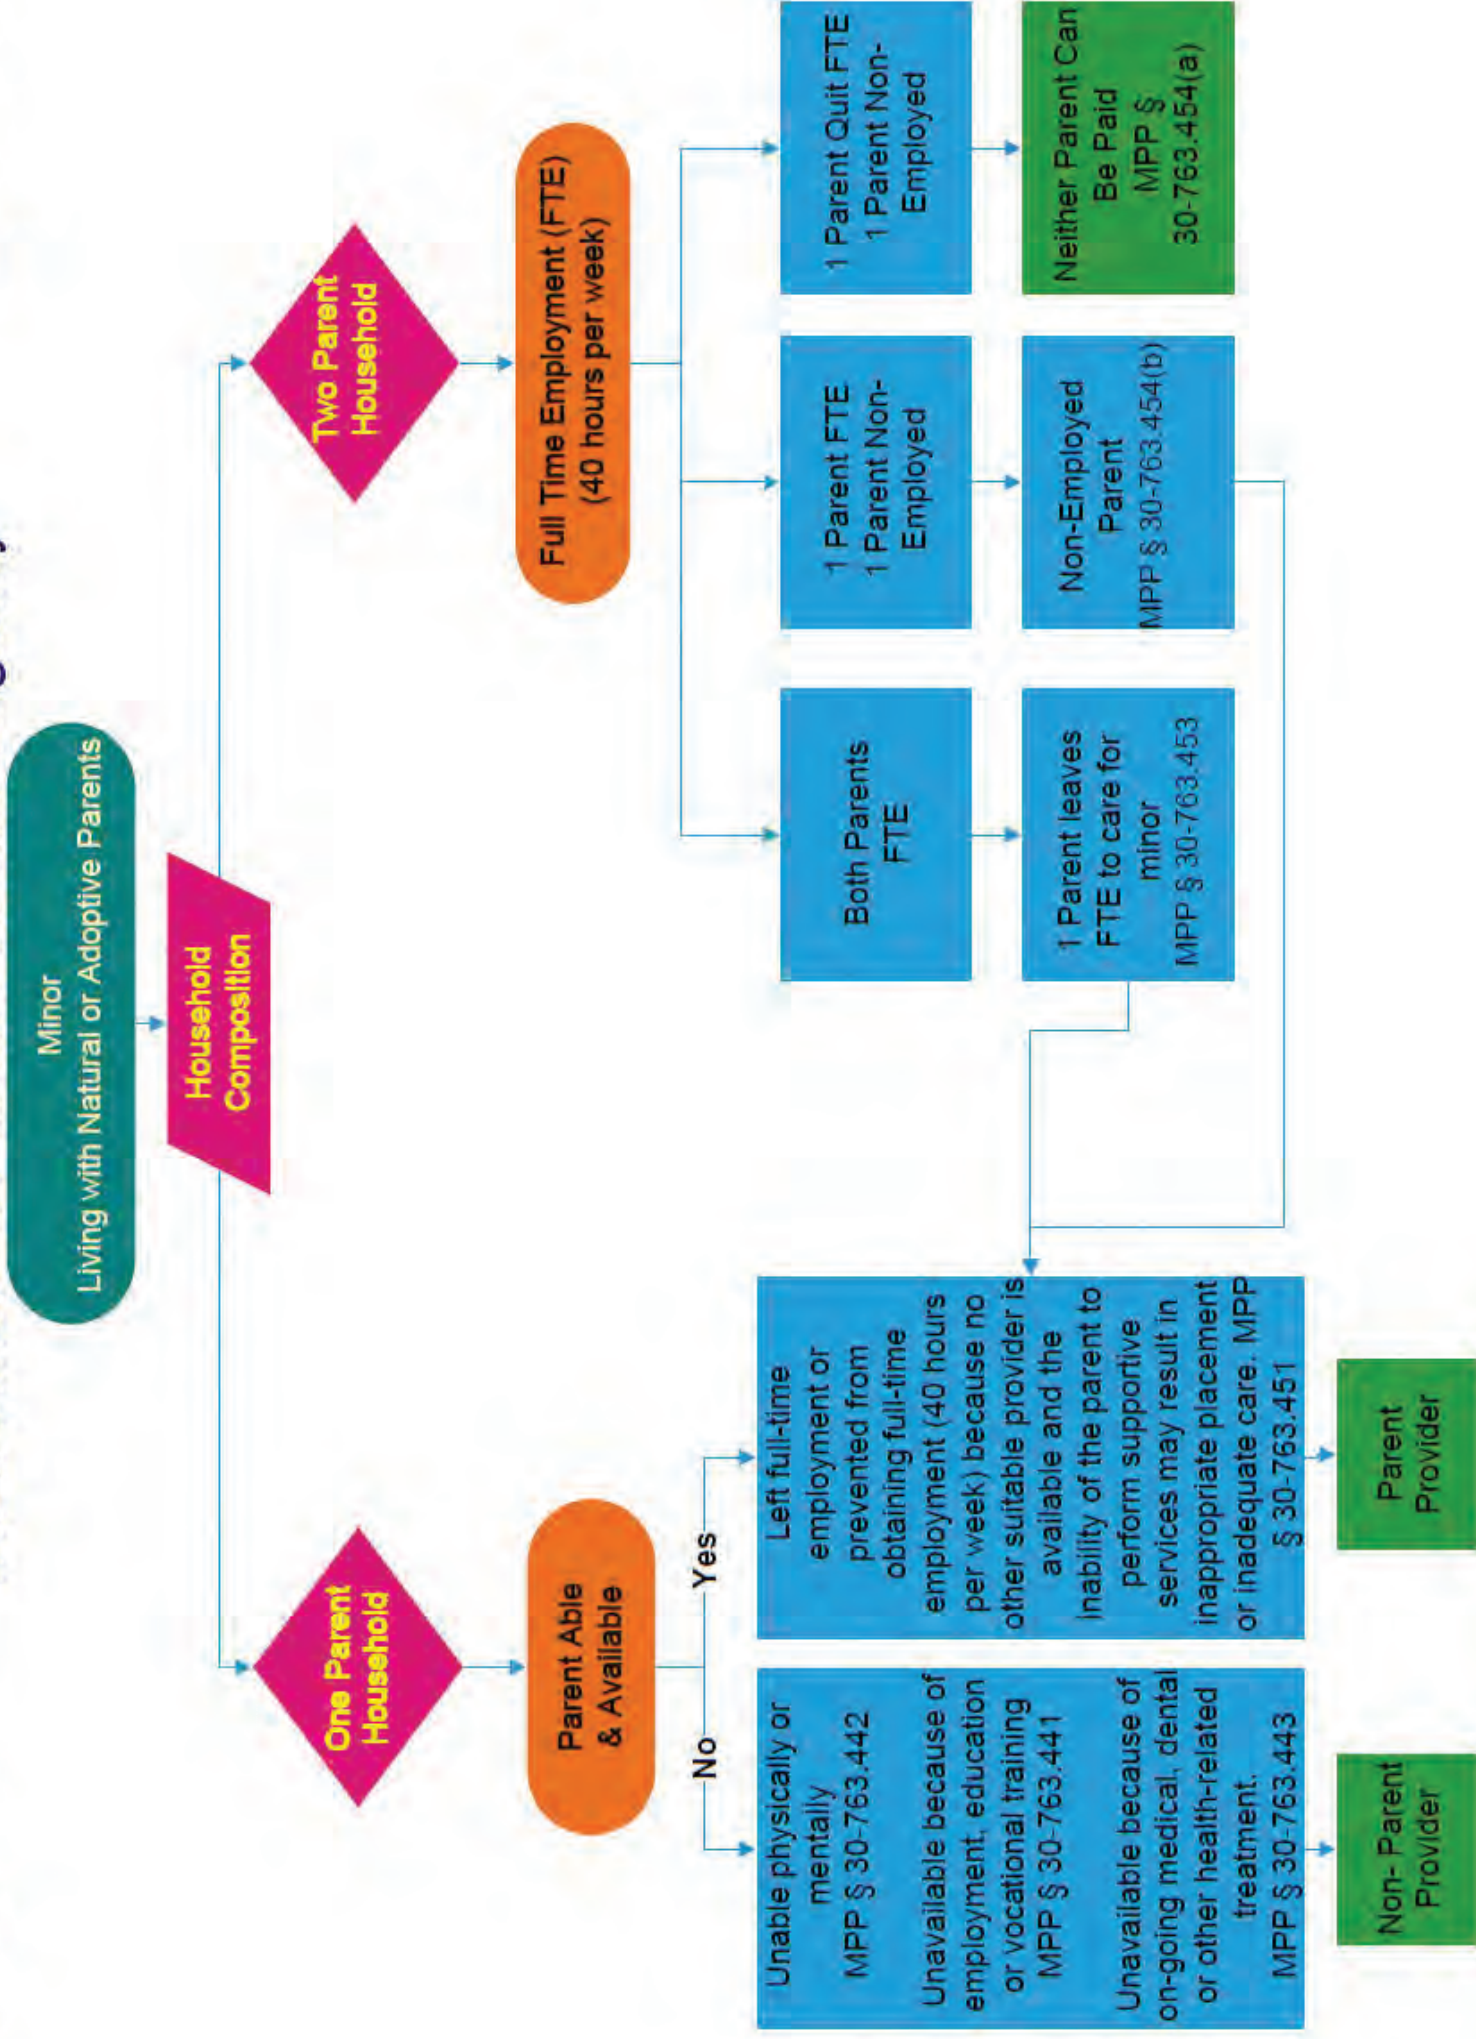 Minor
Living with Natural or Adoptive Parents
Household
Composition
One Parent
Household
Two Parent
Household
Parent Able
& Available
Full Time Employment (FTE)
(40 hours per week)
No
Yes
Unable physically or
mentally
MPP § 30-763.442
Unavailable because of
employment, education
or vocational training
MPP § 30-763.441
Unavailable because of
on-going medical, dental
or other health-related
treatment.
MPP § 30-763.443
Left full-time
employment or
prevented from
obtaining full-time
employment (40 hours
per week) because no
other suitable provider is
available and the
inability of the parent to
perform supportive
services may result in
inappropriate placement
or inadequate care. MPP
§ 30-763.451
Both Parents
FTE
1 Parent FTE
1 Parent Non-
Employed
1 Parent Quit FTE
1 Parent Non-
Employed
1 Parent leaves
FTE to care for
minor
MPP § 30-763.453
Non-Employed
Parent
MPP § 30-763.454(b)
Neither Parent Can
Be Paid
MPP §
30-763.454(a)
Non- Parent
Provider
Parent
Provider